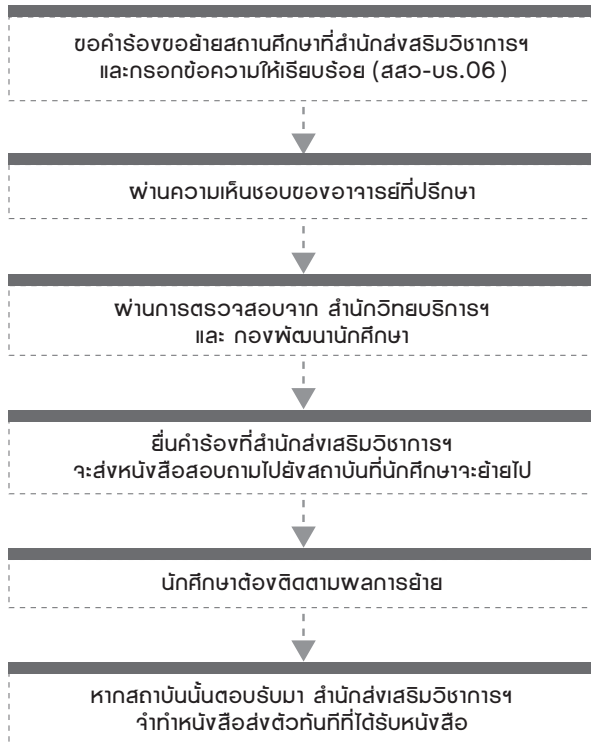 ขอคำร้องขอย้ายสถานศึกษาที่สำนักส่งสริมวิชาการฯ
และกรอกข้อความให้เรียบร้อย (สสว-บร.06)
ผ่านความเห็นชอบของอาจารย์ที่ปรึกษา
ผ่านการตรวจสอบจาก สำนักวิทยบริการฯ
และ กองพัฒนานักศึกษา
ยื่นคำร้องที่สำนักส่งเสริมวิชาการฯ
จะส่งหนังสือสอบถามไปยังสถาบันที่นักศึกษาจะย้ายไป
นักศึกษาต้องติดตามผลการย้าย
หากสถาบันนั้นตอบรับมา สำนักส่งเสริมวิชาการฯ
จำทำหนังสือส่งตัวทันทีที่ได้รับหนังสือ